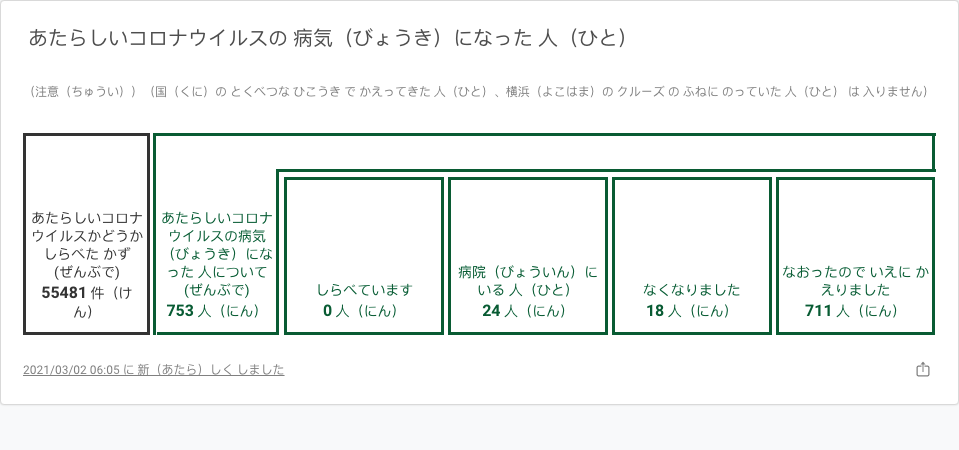 あたらしいコロナウイルスの 病気（びょうき）になった 人（ひと）
（注意（ちゅうい））（国（くに）の とくべつな ひこうき で かえってきた 人（ひと）、横浜（よこはま）の クルーズ の ふねに のっていた 人（ひと） は 入りません）
あたらしいコロナ
ウイルスかどうか
しらべた かず
(ぜんぶで)
55481 件（け
ん）
あたらしいコロナ
ウイルスの病気
（びょうき）にな
った 人について
(ぜんぶで)
753 人（にん）
しらべています
0 人（にん）
病院（びょういん）に
いる 人（ひと）
24 人（にん）
なくなりました
18 人（にん）
なおったので いえに か
えりました
711 人（にん）
2021/03/02 06:05 に 新（あたら）しく しました